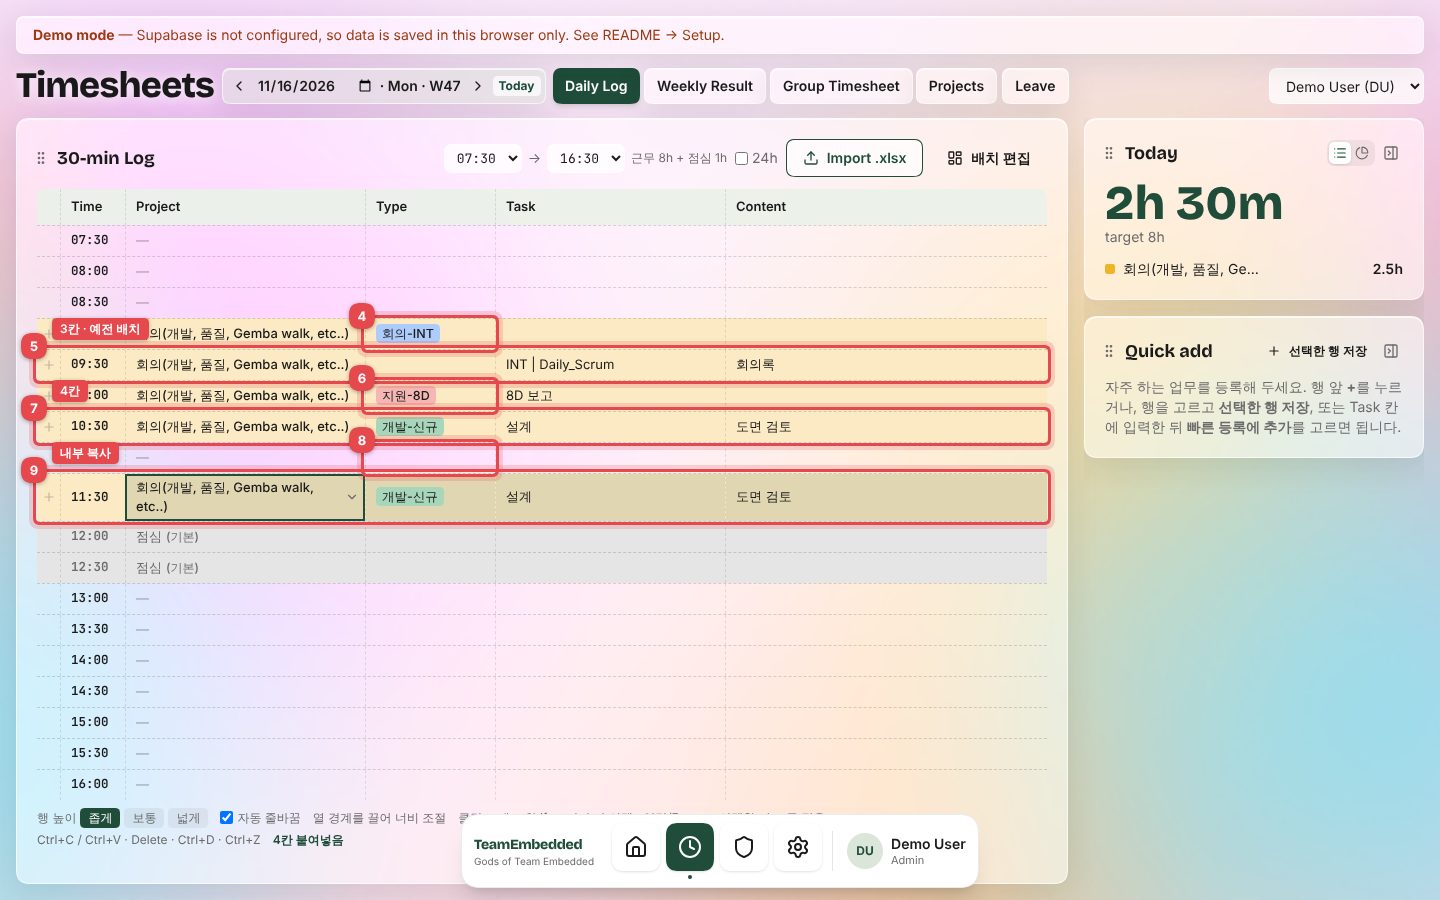 Demo mode — Supabase is not configured, so data is saved in this browser only. See README → Setup.
Timesheets
11/16/2026 · Mon · W47 Today
Daily Log
Weekly Result
Group Timesheet
Projects
Leave
Demo User (DU)
30-min Log
07:30 → 16:30 근무 8h + 점심 1h 24h
Import .xlsx
배치 편집
Time Project Type Task Content
07:30 —
08:00 —
08:30 —
3칸 · 예전 배치
4
의(개발, 품질, Gemba walk, etc..) 회의-INT
5
09:30 회의(개발, 품질, Gemba walk, etc..) INT | Daily_Scrum 회의록
4칸
6
:00 회의(개발, 품질, Gemba walk, etc..) 지원-8D 8D 보고
7
10:30 회의(개발, 품질, Gemba walk, etc..) 개발-신규 설계 도면 검토
내부 복사
8
—
9
11:30 회의(개발, 품질, Gemba walk, etc..) 개발-신규 설계 도면 검토
12:00 점심 (기본)
12:30 점심 (기본)
13:00 —
13:30 —
14:00 —
14:30 —
15:00 —
15:30 —
16:00 —
행 높이 좁게 보통 넓게 자동 줄바꿈 열 경계를 끌어 너비 조절
Ctrl+C / Ctrl+V · Delete · Ctrl+D · Ctrl+Z 4칸 붙여넣음
Today
2h 30m
target 8h
회의(개발, 품질, Ge... 2.5h
Quick add
+ 선택한 행 저장
자주 하는 업무를 등록해 두세요. 행 앞 +를 누르
거나, 행을 고르고 선택한 행 저장, 또는 Task 칸
에 입력한 뒤 빠른 등록에 추가를 고르면 됩니다.
TeamEmbedded
Gods of Team Embedded
DU
Demo User
Admin